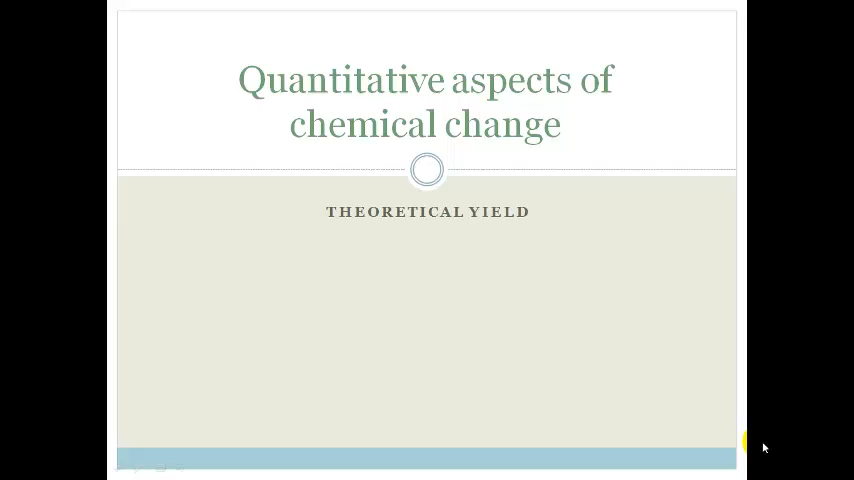 Quantitative aspects of
chemical change
THEORETICAL YIELD